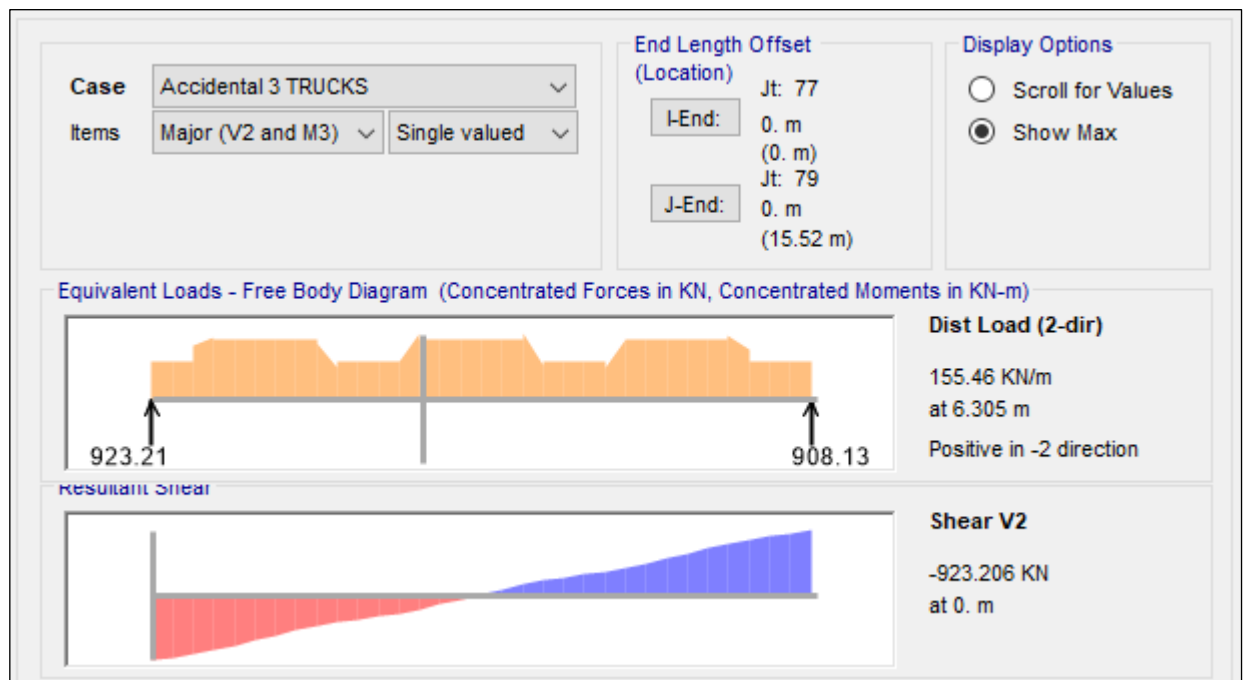 Case
Accidental 3 TRUCKS
Items
Major (V2 and M3)
Single valued
End Length Offset
(Location)
I-End:
Jt: 77
0. m
(0. m)
J-End:
Jt: 79
0. m
(15.52 m)
Display Options
Scroll for Values
Show Max
Equivalent Loads - Free Body Diagram (Concentrated Forces in KN, Concentrated Moments in KN-m)
923.21
908.13
Dist Load (2-dir)
155.46 KN/m
at 6.305 m
Positive in -2 direction
Resultant Shear
Shear V2
-923.206 KN
at 0. m